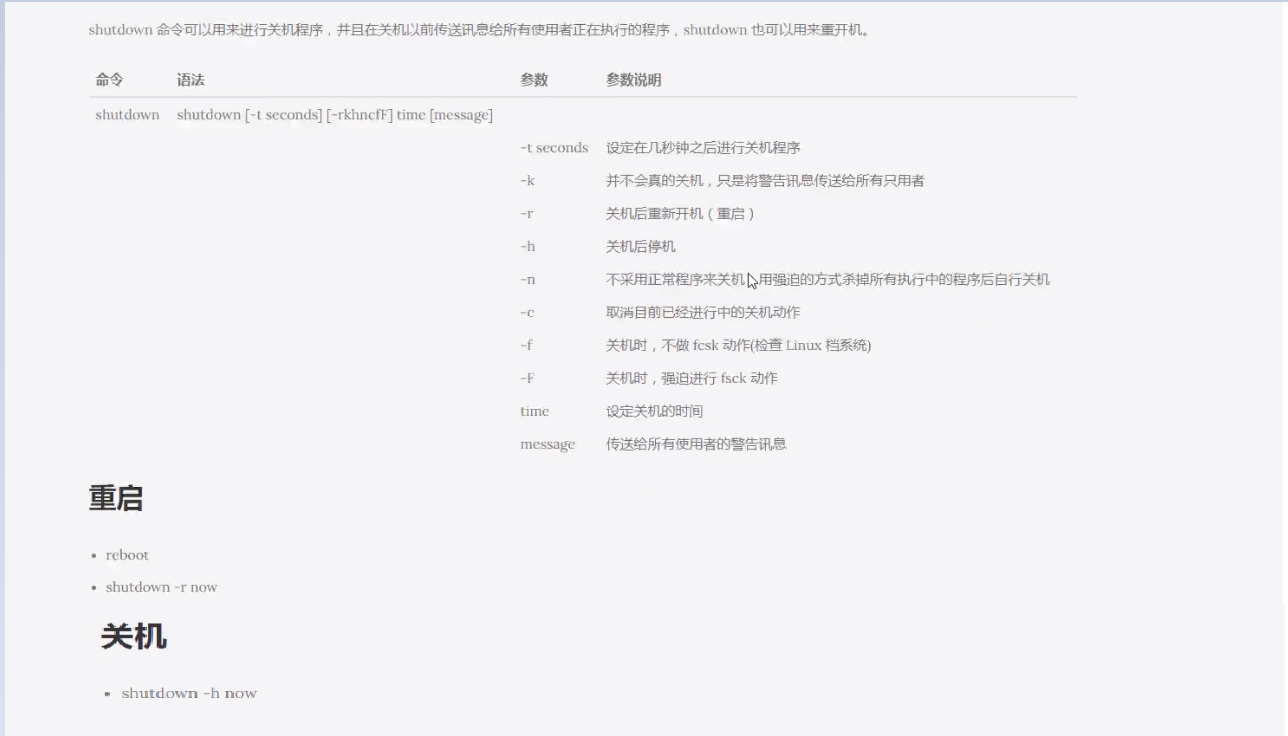 shutdown 命令可以用来进行关机程序，并且在关机以前传送讯息给所有使用者正在执行的程序，shutdown 也可以用来重开机。
命令 语法 参数 参数说明
shutdown shutdown [-t seconds] [-rkhncfF] time [message]
-t seconds 设定在几秒钟之后进行关机程序
-k 并不会真的关机，只是将警告讯息传送给所有只用者
-r 关机后重新开机（重启）
-h 关机后停机
-n 不采用正常程序来关机，用强迫的方式杀掉所有执行中的程序后自行关机
-c 取消目前已经进行中的关机动作
-f 关机时，不做 fcsk 动作(检查 Linux 档系统)
-F 关机时，强迫进行 fsck 动作
time 设定关机的时间
message 传送给所有使用者的警告讯息
重启
• reboot
• shutdown -r now
关机
• shutdown -h now